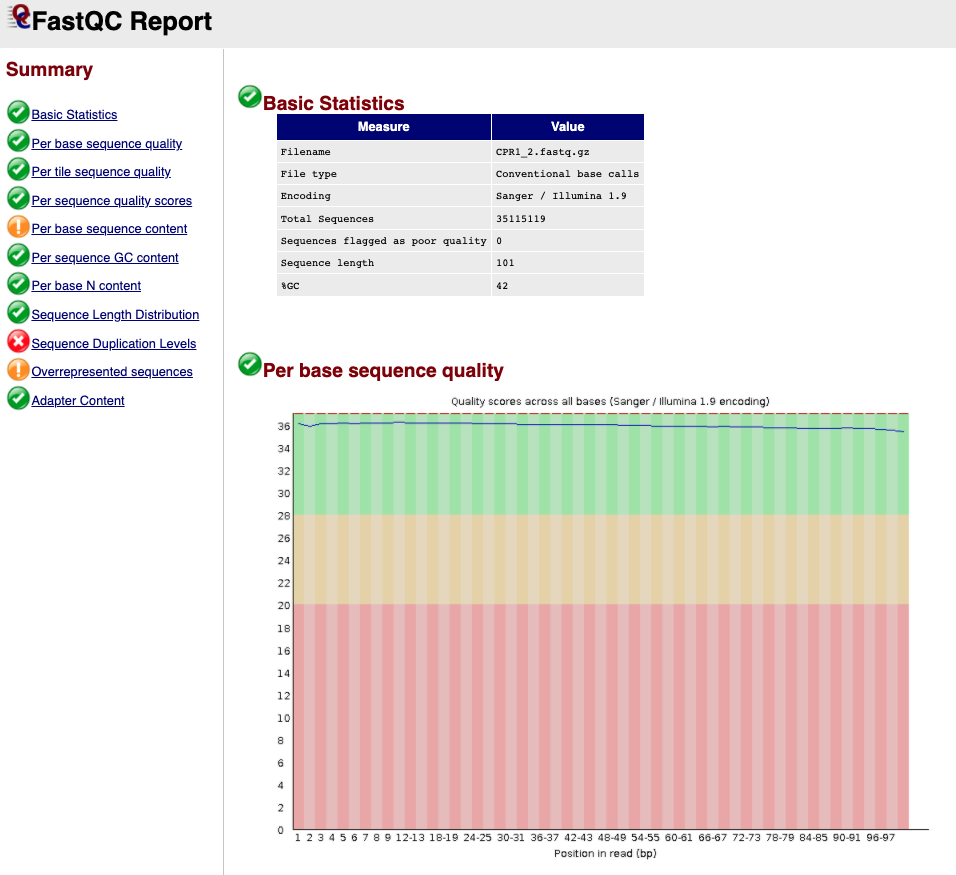 FastQC Report
Summary
Basic Statistics
Per base sequence quality
Per tile sequence quality
Per sequence quality scores
Per base sequence content
Per sequence GC content
Per base N content
Sequence Length Distribution
Sequence Duplication Levels
Overrepresented sequences
Adapter Content
Basic Statistics
Measure Value
Filename CPR1_2.fastq.gz
File type Conventional base calls
Encoding Sanger / Illumina 1.9
Total Sequences 35115119
Sequences flagged as poor quality 0
Sequence length 101
%GC 42
Per base sequence quality
Quality scores across all bases (Sanger / Illumina 1.9 encoding)
36
34
32
30
28
26
24
22
20
18
16
14
12
10
8
6
4
2
0
1 2 3 4 5 6 7 8 9 12-13 18-19 24-25 30-31 36-37 42-43 48-49 54-55 60-61 66-67 72-73 78-79 84-85 90-91 96-97
Position in read (bp)